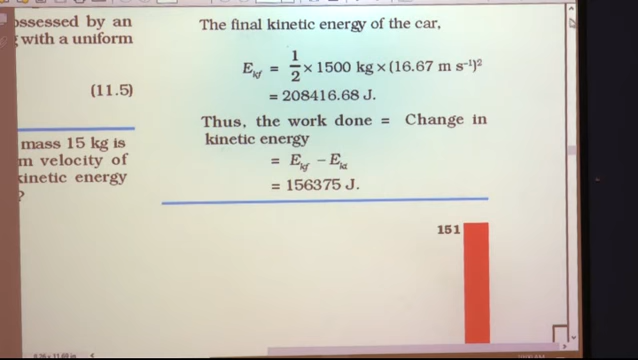 ossessed by an
with a uniform
(11.5)
mass 15 kg is
m velocity of
kinetic energy
?
The final kinetic energy of the car,
E_kf = 1/2 × 1500 kg × (16.67 m s⁻¹)²
= 208416.68 J.
Thus, the work done = Change in
kinetic energy
= E_kf – E_ki
= 156375 J.
151